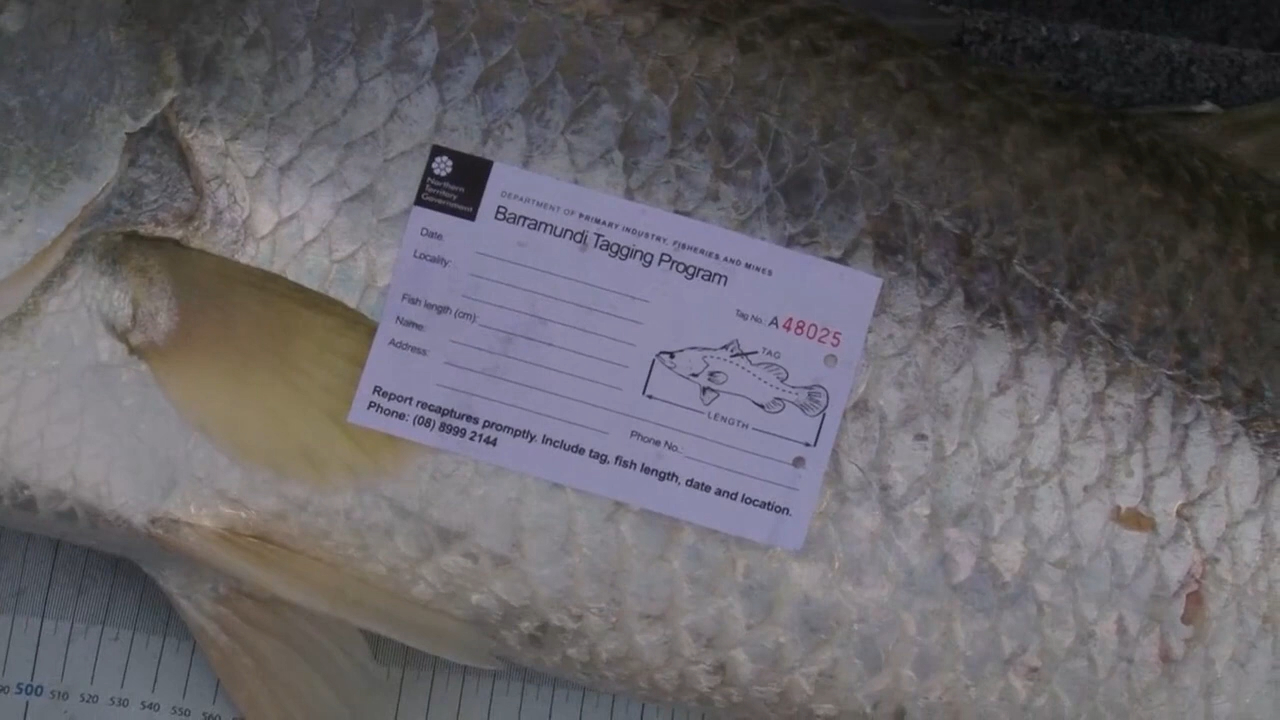 Northern
Territory
Government
DEPARTMENT OF PRIMARY INDUSTRY, FISHERIES AND MINES
Barramundi Tagging Program
Date:
Locality:
Tag No.: A 48025
Fish length (cm):
Name:
Address:
TAG
LENGTH
Phone No.:
Report recaptures promptly. Include tag, fish length, date and location.
Phone: (08) 8999 2144
90 500 510 520 530 540 550 560